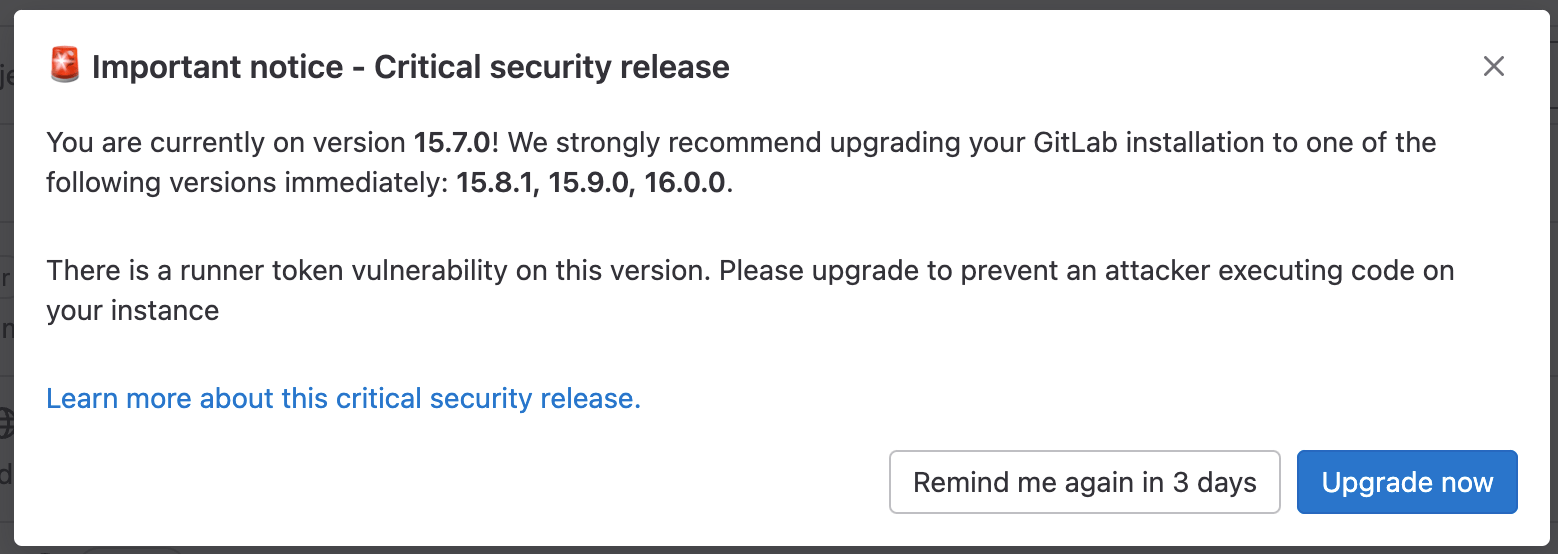 🚨 Important notice - Critical security release
You are currently on version 15.7.0! We strongly recommend upgrading your GitLab installation to one of the
following versions immediately: 15.8.1, 15.9.0, 16.0.0.
There is a runner token vulnerability on this version. Please upgrade to prevent an attacker executing code on
your instance
Learn more about this critical security release.
Remind me again in 3 days
Upgrade now